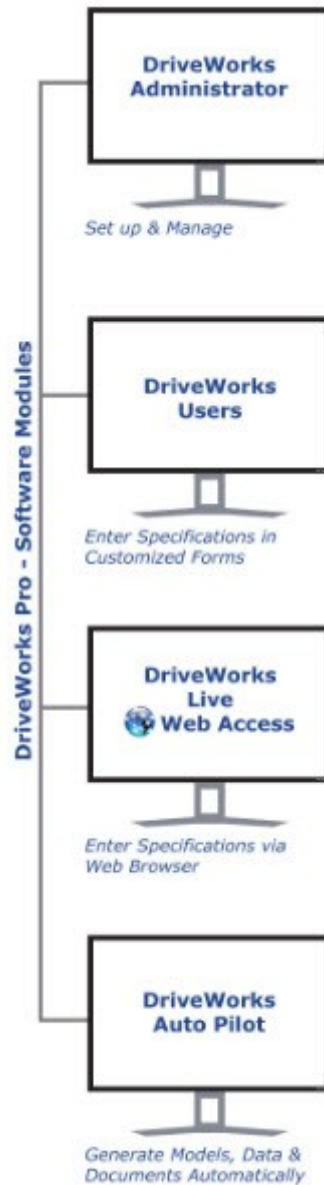 DriveWorks Pro - Software Modules
DriveWorks
Administrator
Set up & Manage
DriveWorks
Users
Enter Specifications in
Customized Forms
DriveWorks
Live
Web Access
Enter Specifications via
Web Browser
DriveWorks
Auto Pilot
Generate Models, Data &
Documents Automatically